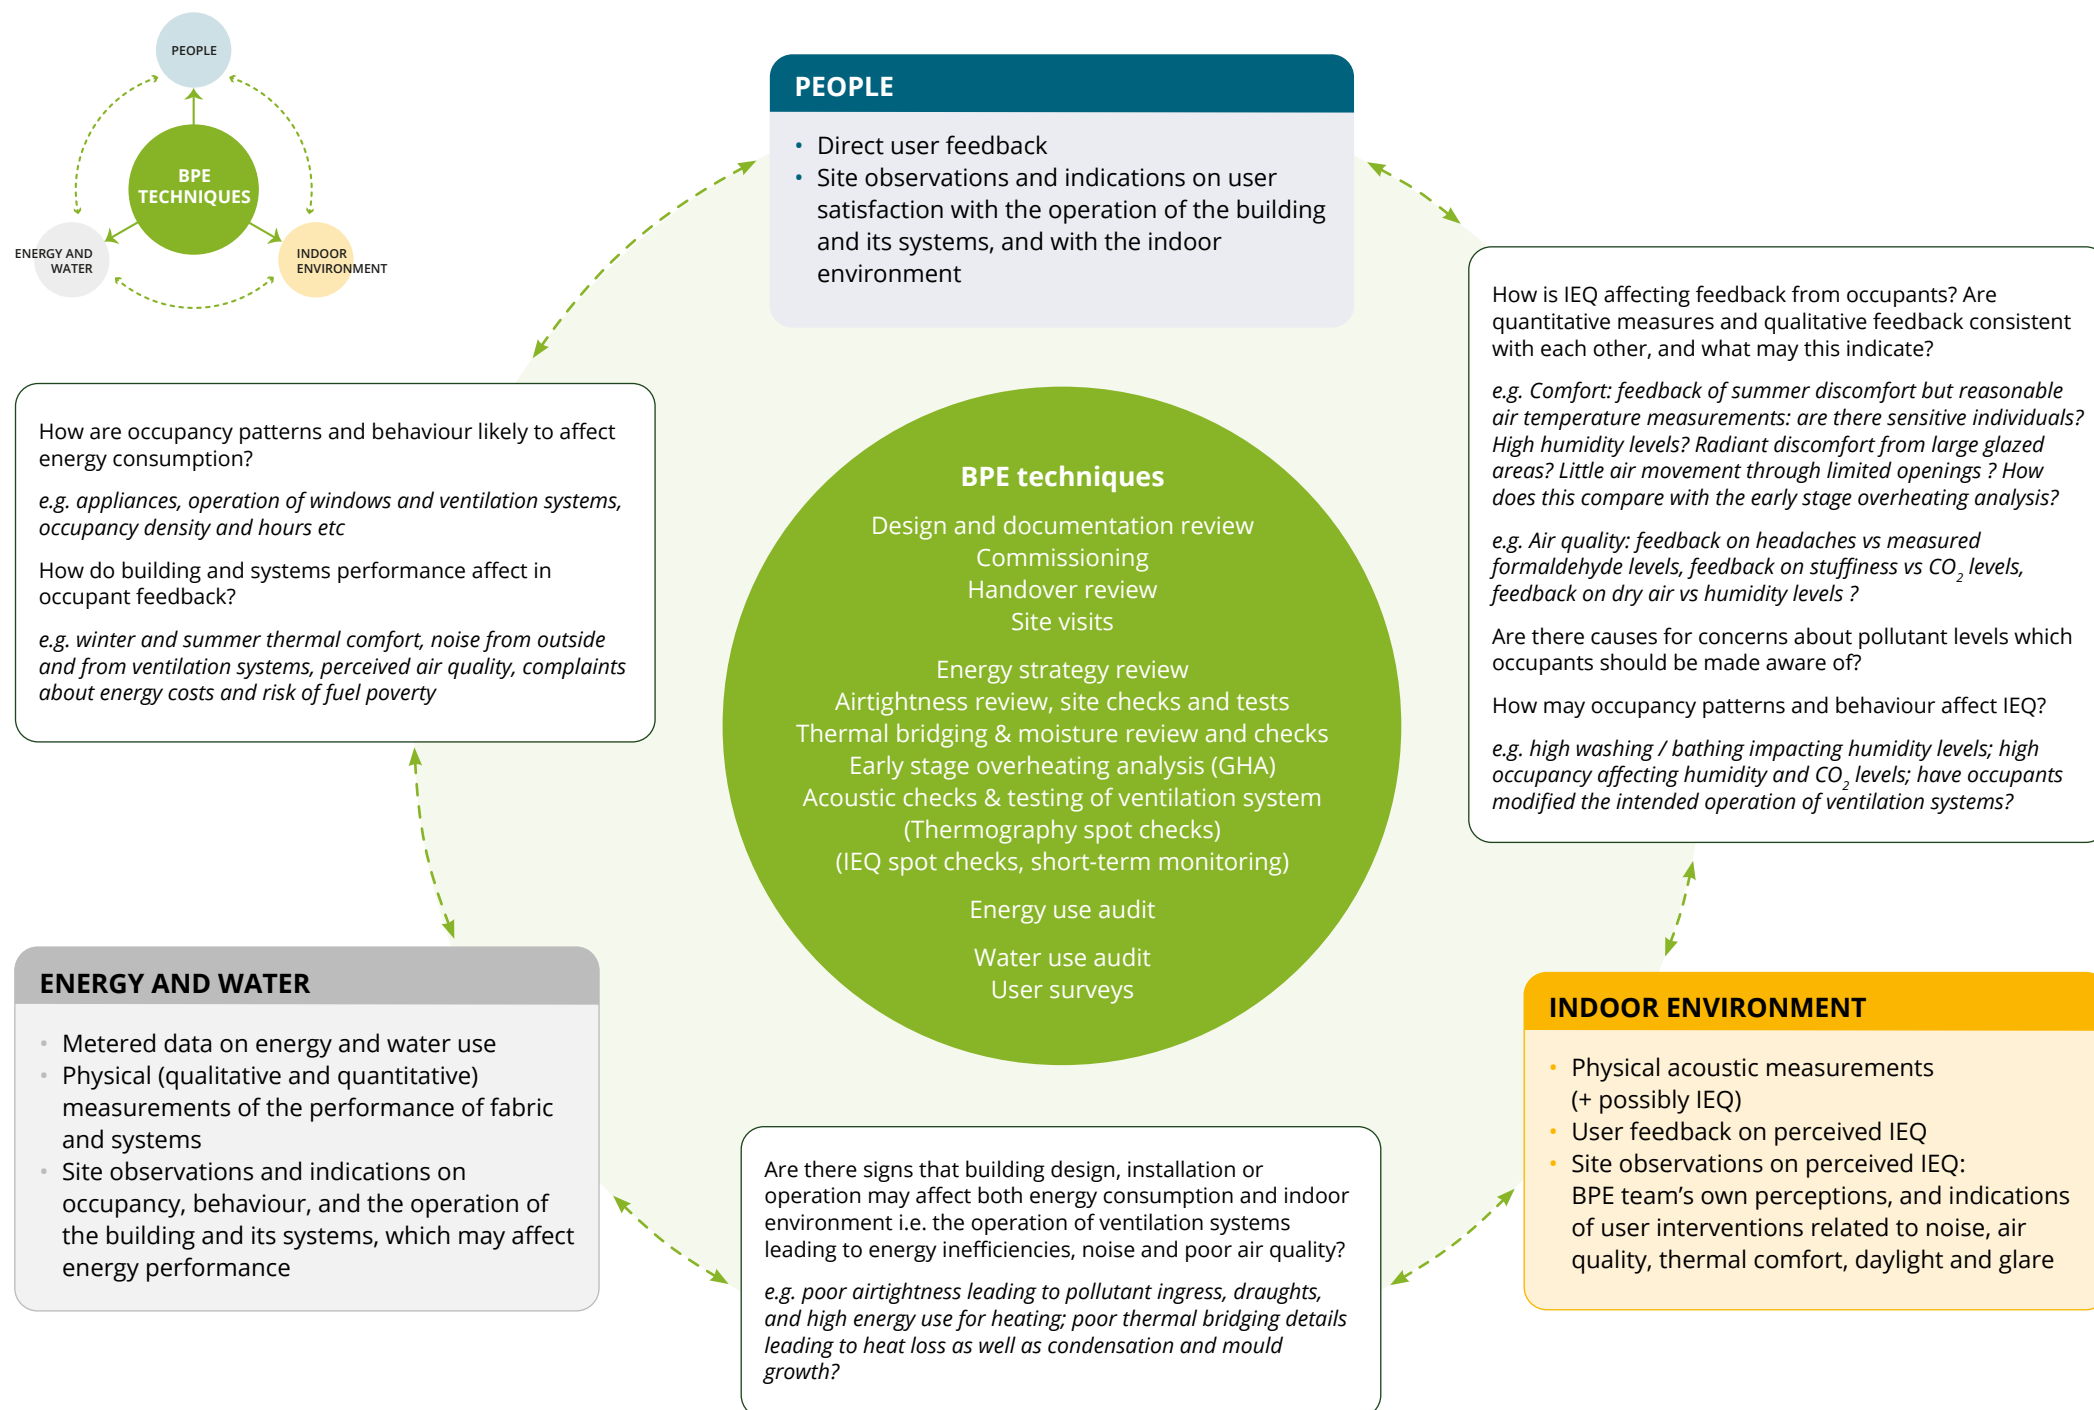 PEOPLE
BPE
TECHNIQUES
ENERGY AND
WATER
INDOOR
ENVIRONMENT
PEOPLE
• Direct user feedback
• Site observations and indications on user
satisfaction with the operation of the building
and its systems, and with the indoor
environment
How is IEQ affecting feedback from occupants? Are
quantitative measures and qualitative feedback consistent
with each other, and what may this indicate?
e.g. Comfort: feedback of summer discomfort but reasonable
air temperature measurements: are there sensitive individuals?
High humidity levels? Radiant discomfort from large glazed
areas? Little air movement through limited openings ? How
does this compare with the early stage overheating analysis?
e.g. Air quality: feedback on headaches vs measured
formaldehyde levels, feedback on stuffiness vs CO₂ levels,
feedback on dry air vs humidity levels ?
Are there causes for concerns about pollutant levels which
occupants should be made aware of?
How may occupancy patterns and behaviour affect IEQ?
e.g. high washing / bathing impacting humidity levels; high
occupancy affecting humidity and CO₂ levels; have occupants
modified the intended operation of ventilation systems?
How are occupancy patterns and behaviour likely to affect
energy consumption?
e.g. appliances, operation of windows and ventilation systems,
occupancy density and hours etc
How do building and systems performance affect in
occupant feedback?
e.g. winter and summer thermal comfort, noise from outside
and from ventilation systems, perceived air quality, complaints
about energy costs and risk of fuel poverty
BPE techniques
Design and documentation review
Commissioning
Handover review
Site visits
Energy strategy review
Airtightness review, site checks and tests
Thermal bridging & moisture review and checks
Early stage overheating analysis (GHA)
Acoustic checks & testing of ventilation system
(Thermography spot checks)
(IEQ spot checks, short-term monitoring)
Energy use audit
Water use audit
User surveys
ENERGY AND WATER
• Metered data on energy and water use
• Physical (qualitative and quantitative)
measurements of the performance of fabric
and systems
• Site observations and indications on
occupancy, behaviour, and the operation of
the building and its systems, which may affect
energy performance
INDOOR ENVIRONMENT
• Physical acoustic measurements
(+ possibly IEQ)
• User feedback on perceived IEQ
• Site observations on perceived IEQ:
BPE team’s own perceptions, and indications
of user interventions related to noise, air
quality, thermal comfort, daylight and glare
Are there signs that building design, installation or
operation may affect both energy consumption and indoor
environment i.e. the operation of ventilation systems
leading to energy inefficiencies, noise and poor air quality?
e.g. poor airtightness leading to pollutant ingress, draughts,
and high energy use for heating; poor thermal bridging details
leading to heat loss as well as condensation and mould
growth?